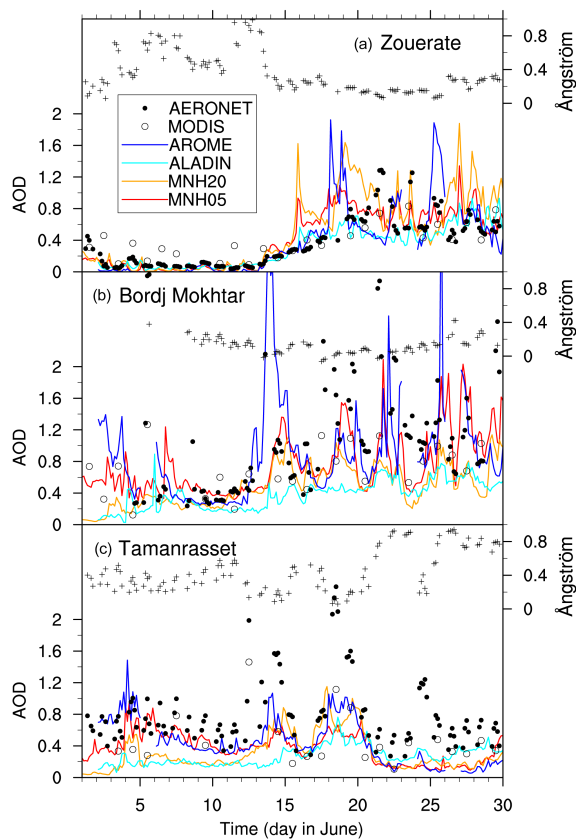 (a) Zouerate
0.8
0.4
0
Ångström
AERONET
MODIS
AROME
ALADIN
MNH20
MNH05
2
1.6
1.2
0.8
0.4
0
AOD
(b) Bordj Mokhtar
0.8
0.4
0
Ångström
2
1.6
1.2
0.8
0.4
0
AOD
(c) Tamanrasset
0.8
0.4
0
Ångström
2
1.6
1.2
0.8
0.4
0
AOD
5 10 15 20 25 30
Time (day in June)